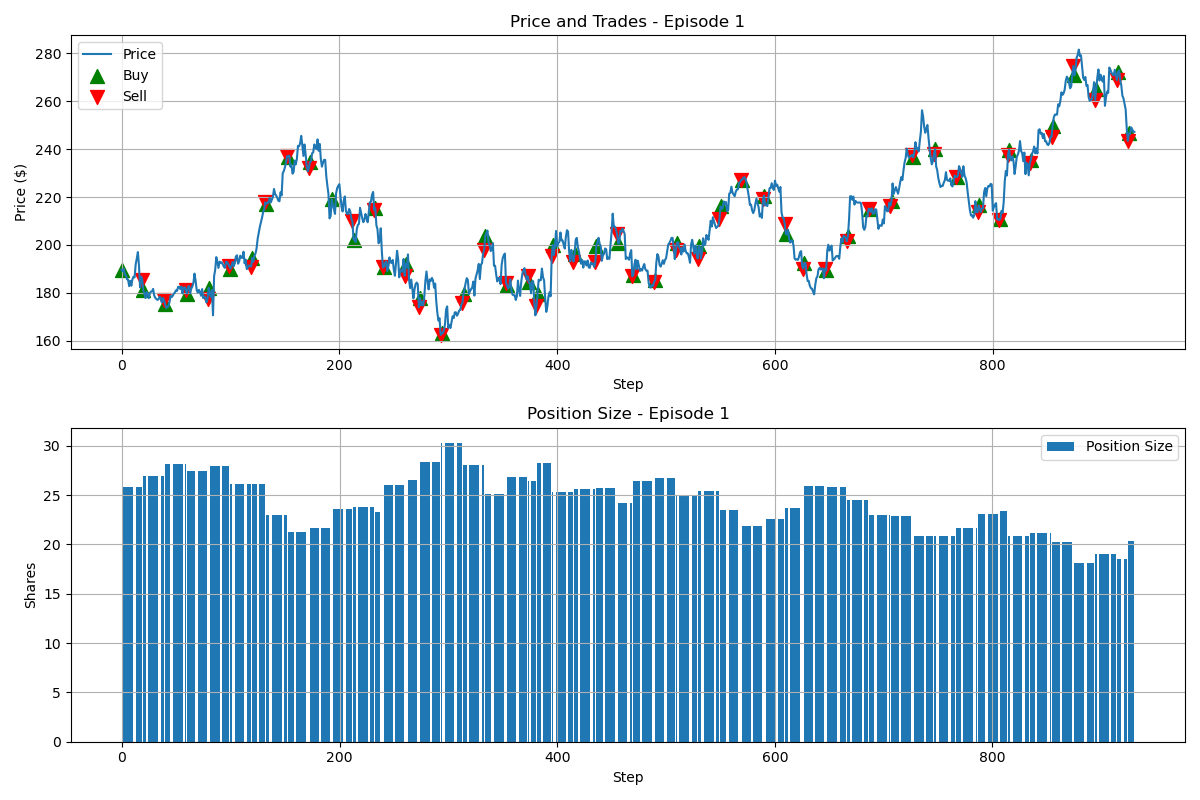 Price and Trades - Episode 1
Price ($)
280
260
240
220
200
180
160
Price
Buy
Sell
0 200 400 600 800
Step
Position Size - Episode 1
Shares
30
25
20
15
10
5
0
Position Size
0 200 400 600 800
Step